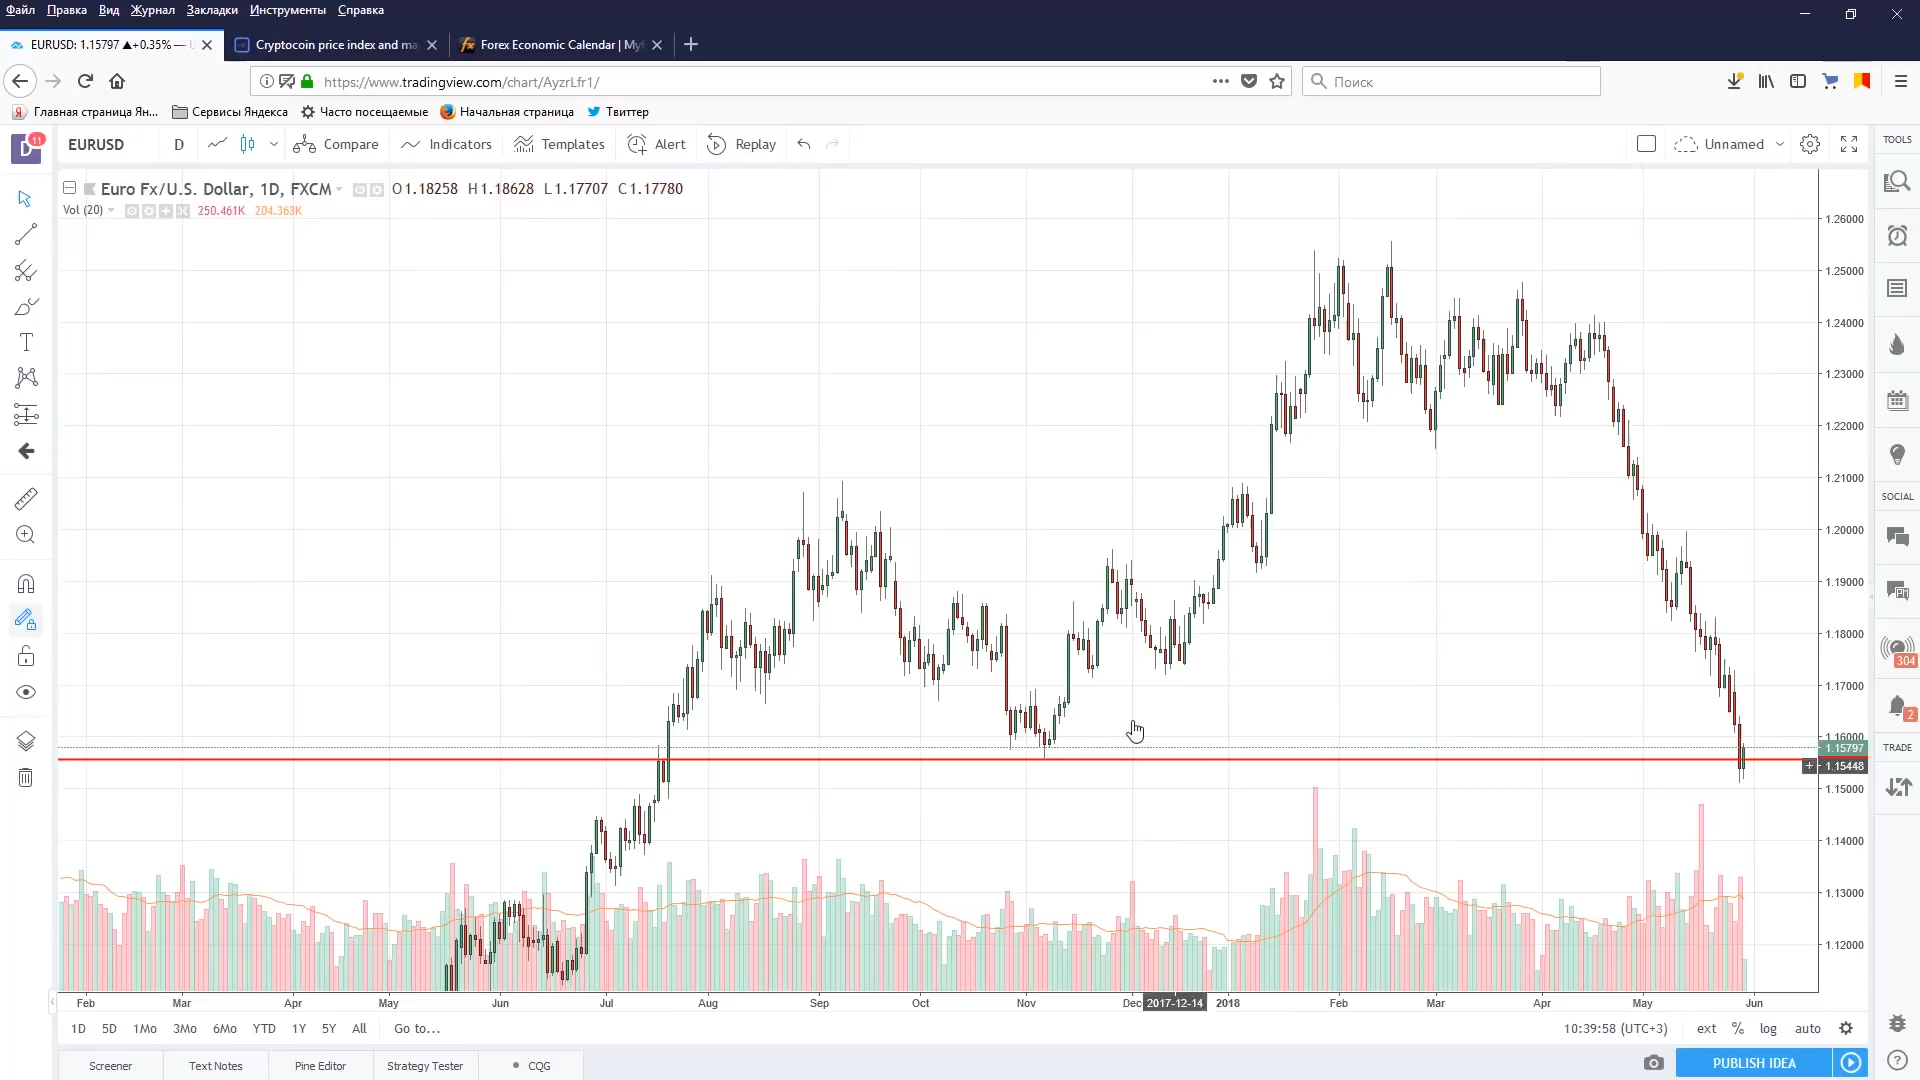 Файл Правка Вид Журнал Закладки Инструменты Справка
EURUSD: 1.15797 ▲+0.35% — U
Cryptocoin price index and ma
Forex Economic Calendar | Myf
https://www.tradingview.com/chart/AyzrLfr1/
Поиск
Главная страница Ян...
Сервисы Яндекса
Часто посещаемые
Начальная страница
Твиттер
D 11
EURUSD
D
Compare
Indicators
Templates
Alert
Replay
Unnamed
TOOLS
Euro Fx/U.S. Dollar, 1D, FXCM
O1.18258 H1.18628 L1.17707 C1.17780
Vol (20)
250.461K 204.363K
1.26000
1.25000
1.24000
1.23000
1.22000
1.21000
1.20000
1.19000
1.18000
1.17000
1.16000
1.15797
1.15448
1.15000
1.14000
1.13000
1.12000
SOCIAL
304
2
TRADE
Feb Mar Apr May Jun Jul Aug Sep Oct Nov Dec 2017-12-14 2018 Feb Mar Apr May Jun
1D 5D 1Mo 3Mo 6Mo YTD 1Y 5Y All Go to...
10:39:58 (UTC+3) ext % log auto
Screener
Text Notes
Pine Editor
Strategy Tester
CQG
PUBLISH IDEA